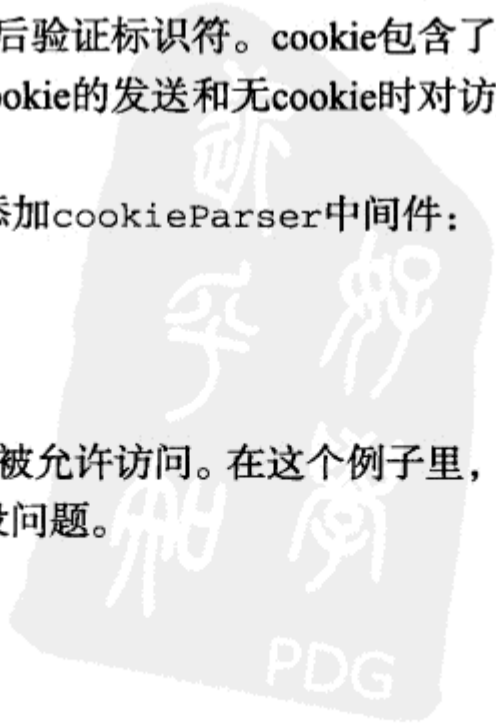 后验证标识符。cookie包含了
ookie的发送和无cookie时对访
添加cookieParser中间件：
被允许访问。在这个例子里，
没问题。
PDG